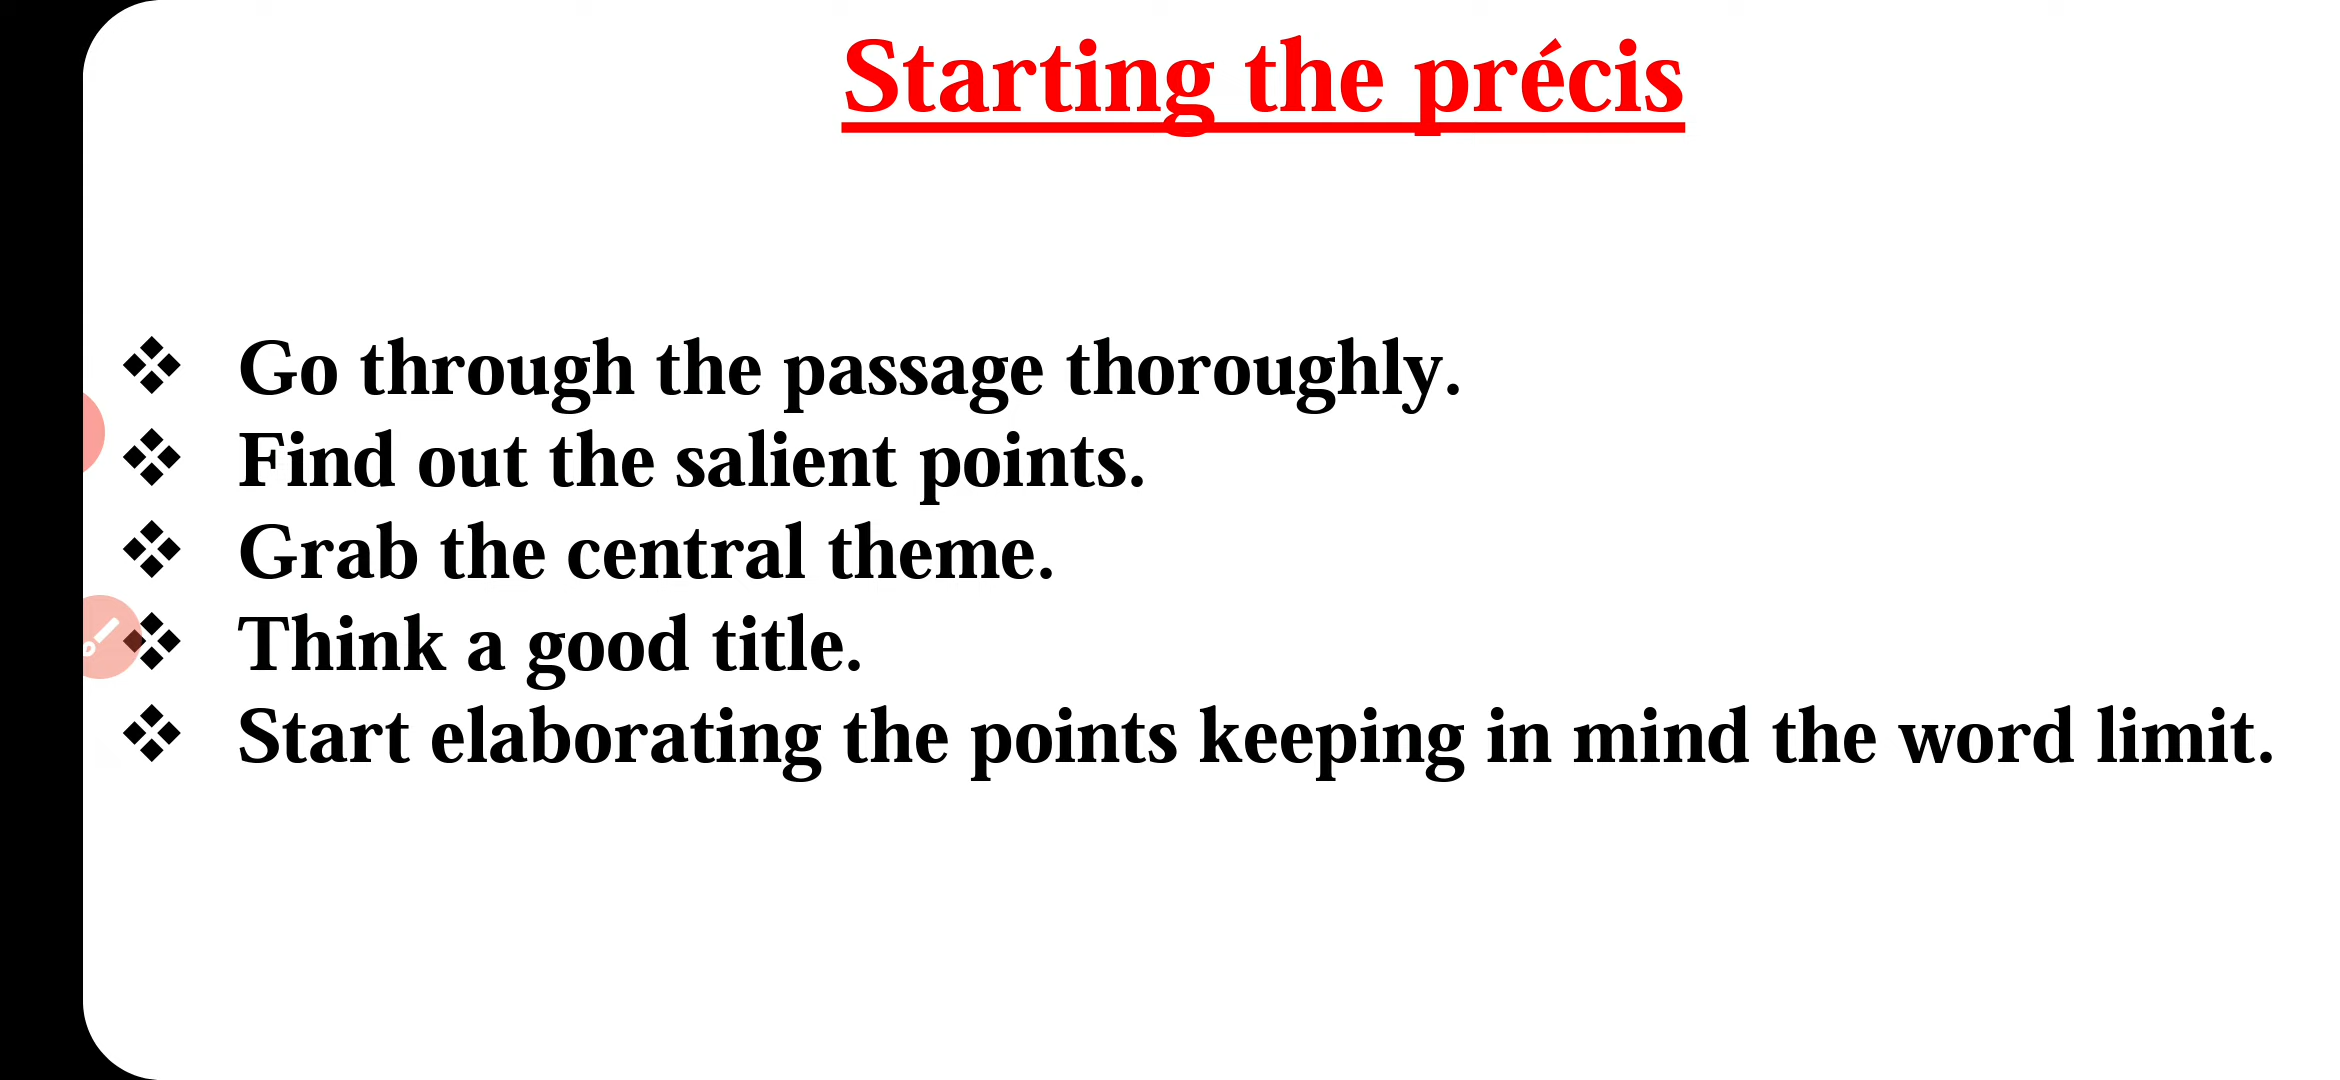 Starting the précis
❖ Go through the passage thoroughly.
❖ Find out the salient points.
❖ Grab the central theme.
❖ Think a good title.
❖ Start elaborating the points keeping in mind the word limit.